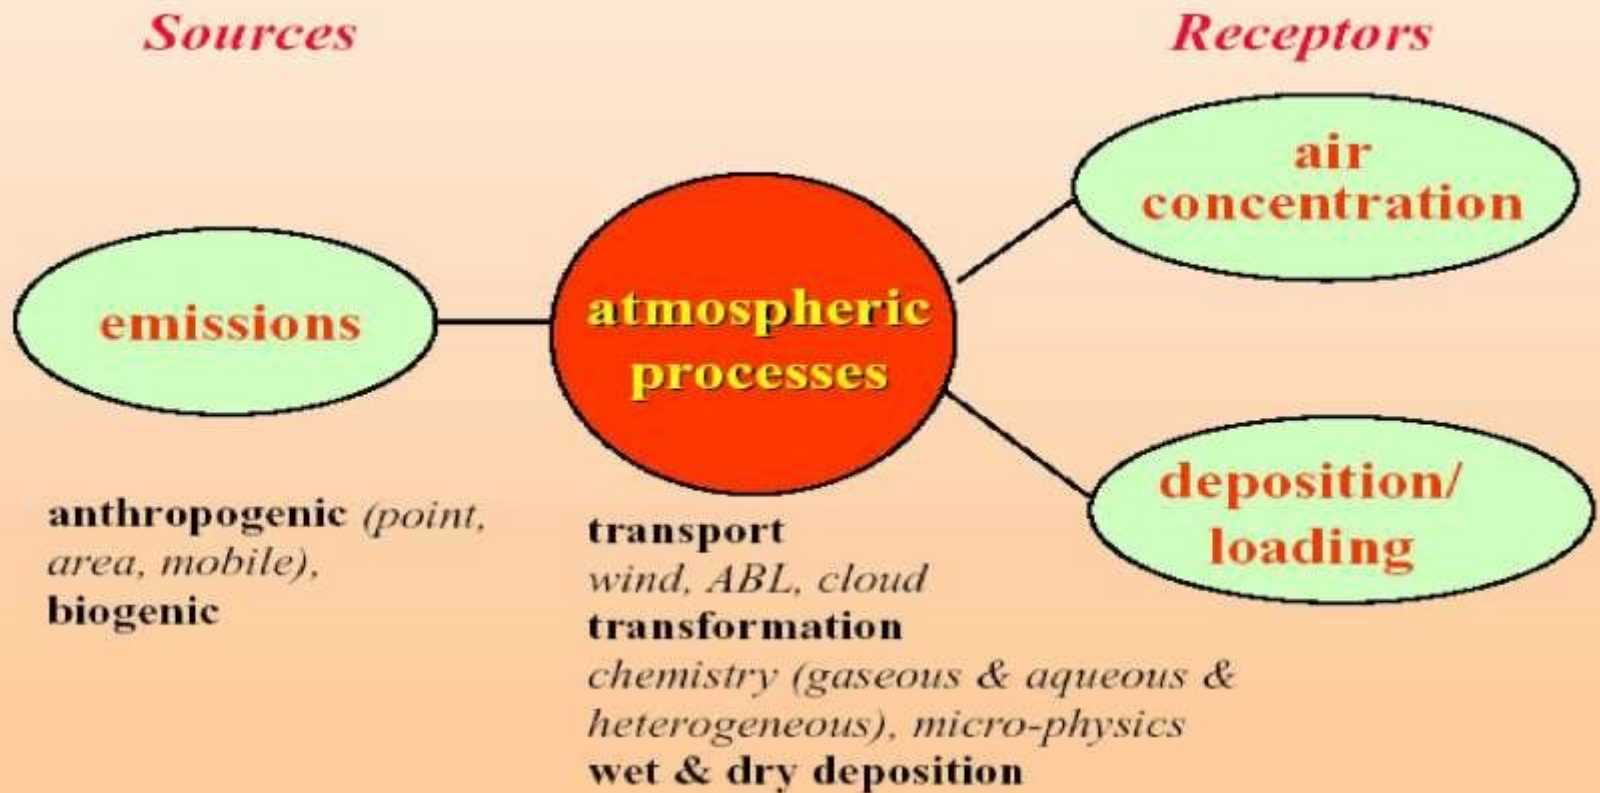 Sources
Receptors
air
concentration
emissions
atmospheric
processes
deposition/
loading
anthropogenic (point,
area, mobile),
biogenic
transport
wind, ABL, cloud
transformation
chemistry (gaseous & aqueous &
heterogeneous), micro-physics
wet & dry deposition